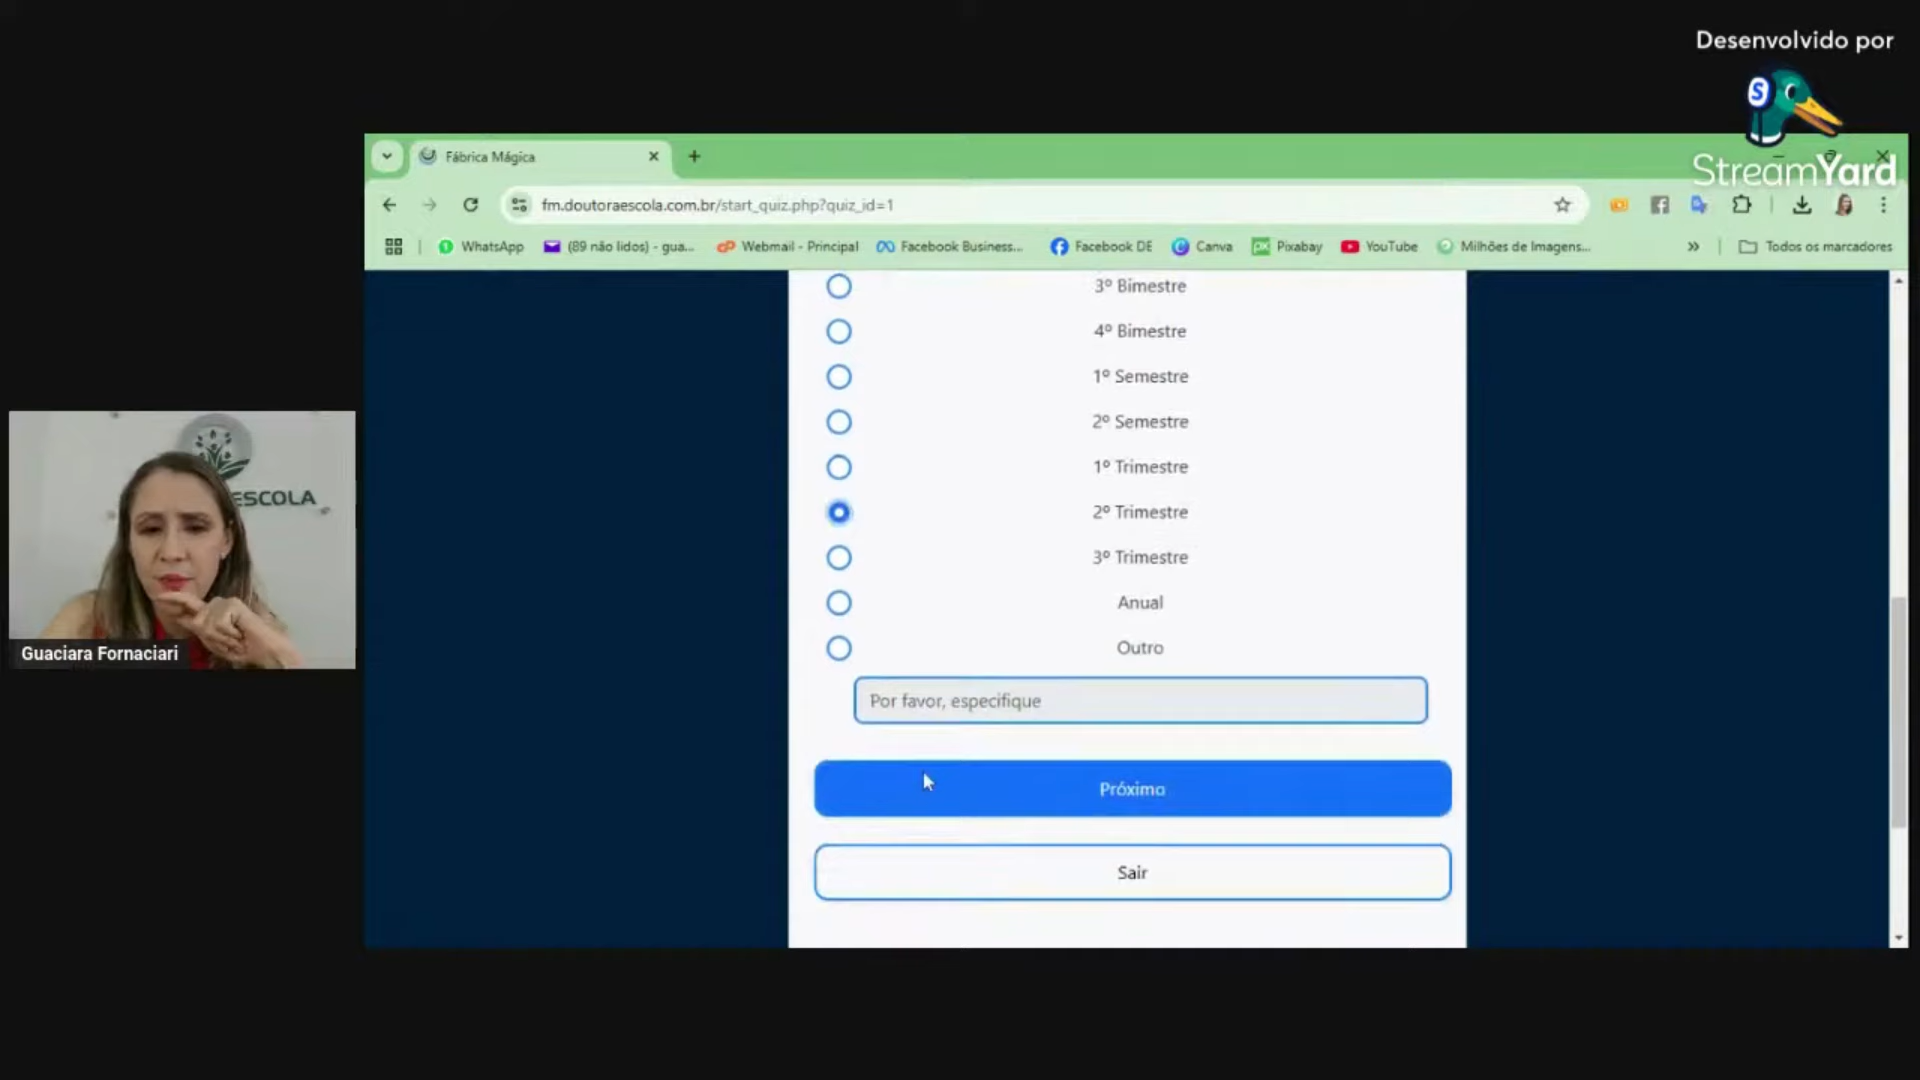 Desenvolvido por
StreamYard
Fábrica Mágica
fm.doutoraescola.com.br/start_quiz.php?quiz_id=1
WhatsApp
(89 não lidos) - gua...
Webmail - Principal
Facebook Business...
Facebook DE
Canva
px
Pixabay
YouTube
Milhões de Imagens...
»
Todos os marcadores
3º Bimestre
4º Bimestre
1º Semestre
2º Semestre
1º Trimestre
2º Trimestre
3º Trimestre
Anual
Outro
Por favor, especifique
Próximo
Sair
ESCOLA
Guaciara Fornaciari